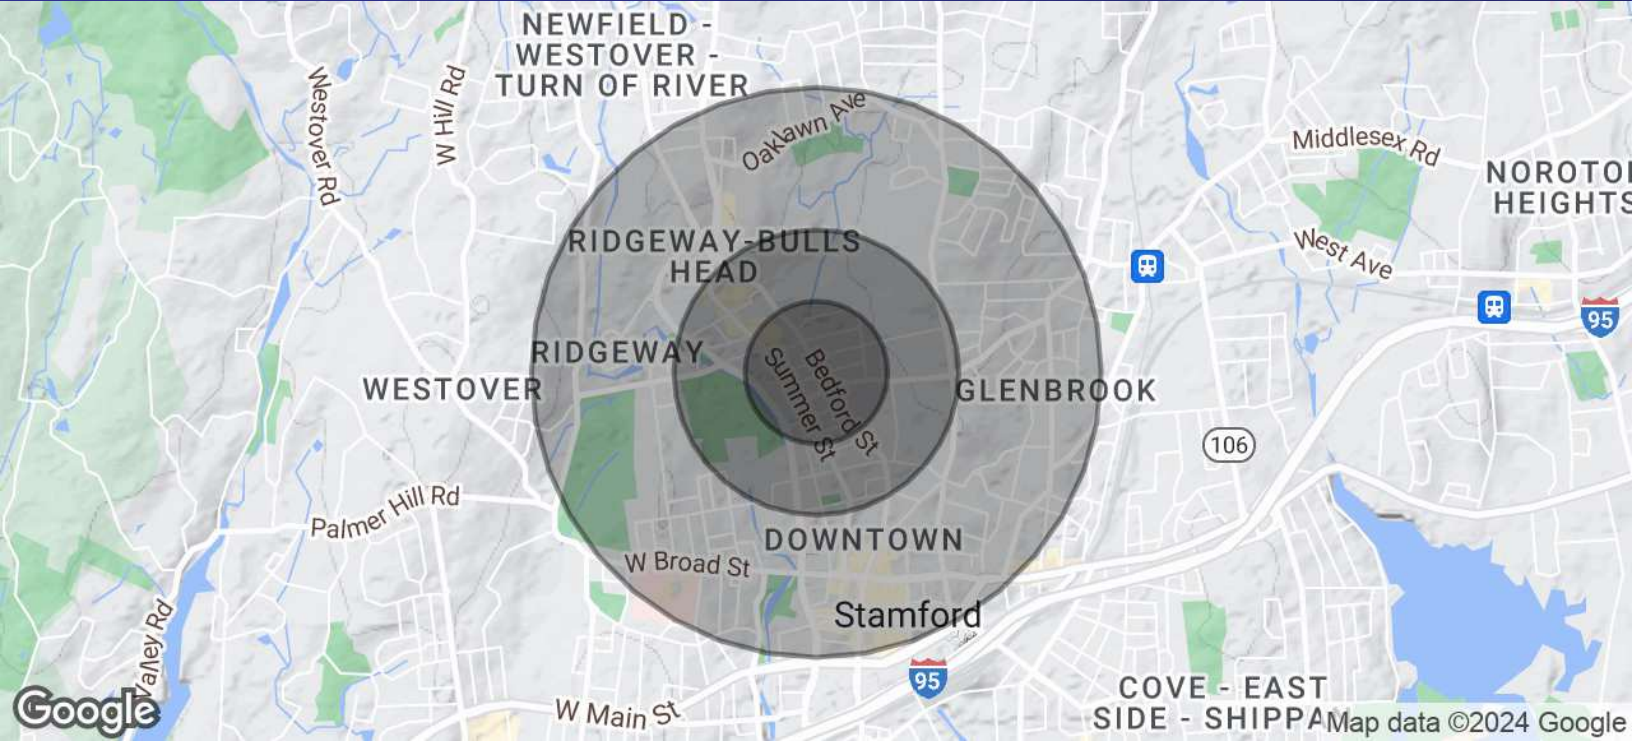 NEWFIELD -
WESTOVER -
TURN OF RIVER
Westover Rd
W Hill Rd
Oaklawn Ave
Middlesex Rd
NOROTO
HEIGHTS
RIDGEWAY-BULLS
HEAD
West Ave
95
RIDGEWAY
WESTOVER
Summer St
Bedford St
GLENBROOK
106
Palmer Hill Rd
DOWNTOWN
W Broad St
Stamford
Valley Rd
95
COVE - EAST
SIDE - SHIPPA
W Main St
Google
Map data ©2024 Google